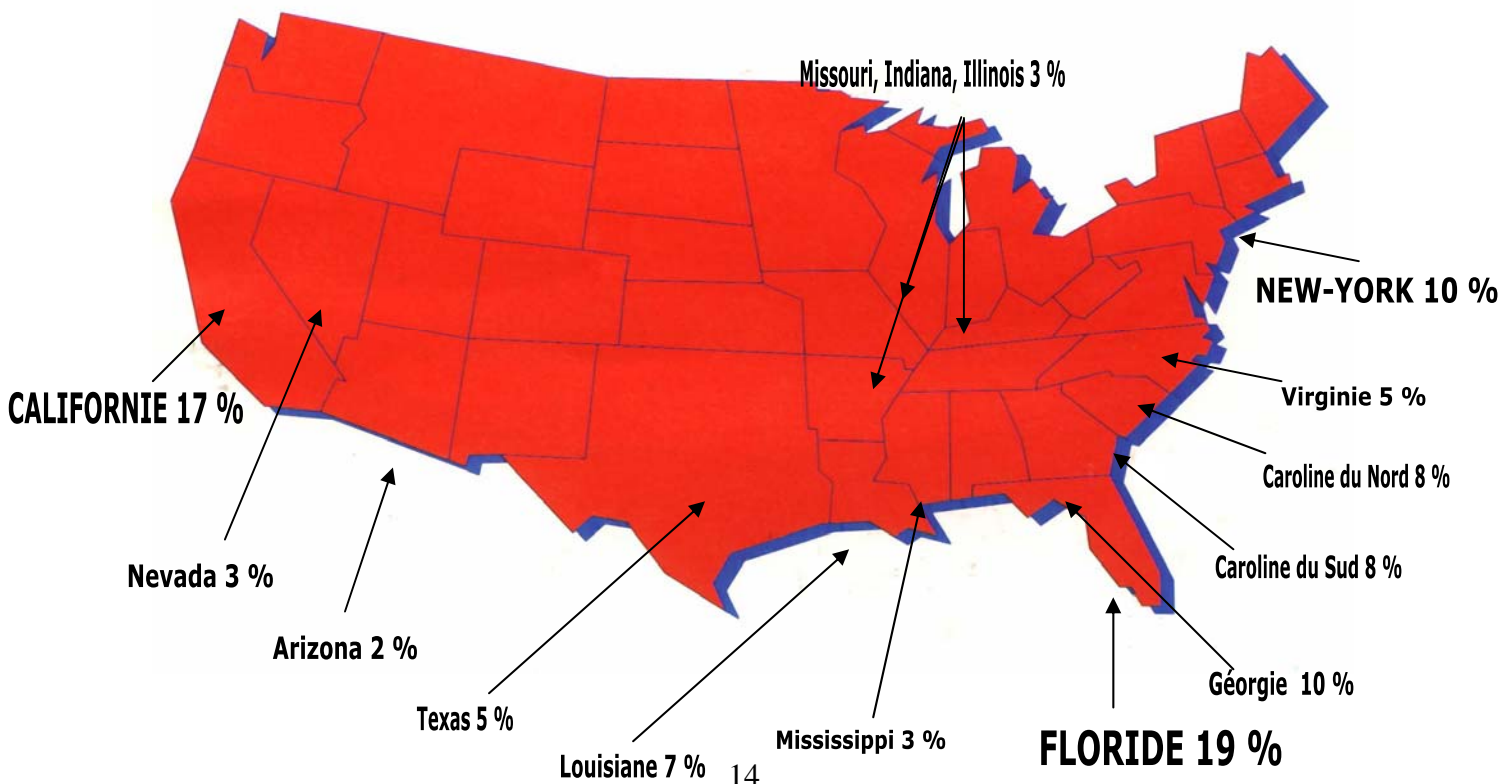 Missouri, Indiana, Illinois 3 %
NEW-YORK 10 %
Virginie 5 %
CALIFORNIE 17 %
Caroline du Nord 8 %
Caroline du Sud 8 %
Nevada 3 %
Arizona 2 %
Géorgie 10 %
Texas 5 %
Mississippi 3 %
FLORIDE 19 %
Louisiane 7 %
14